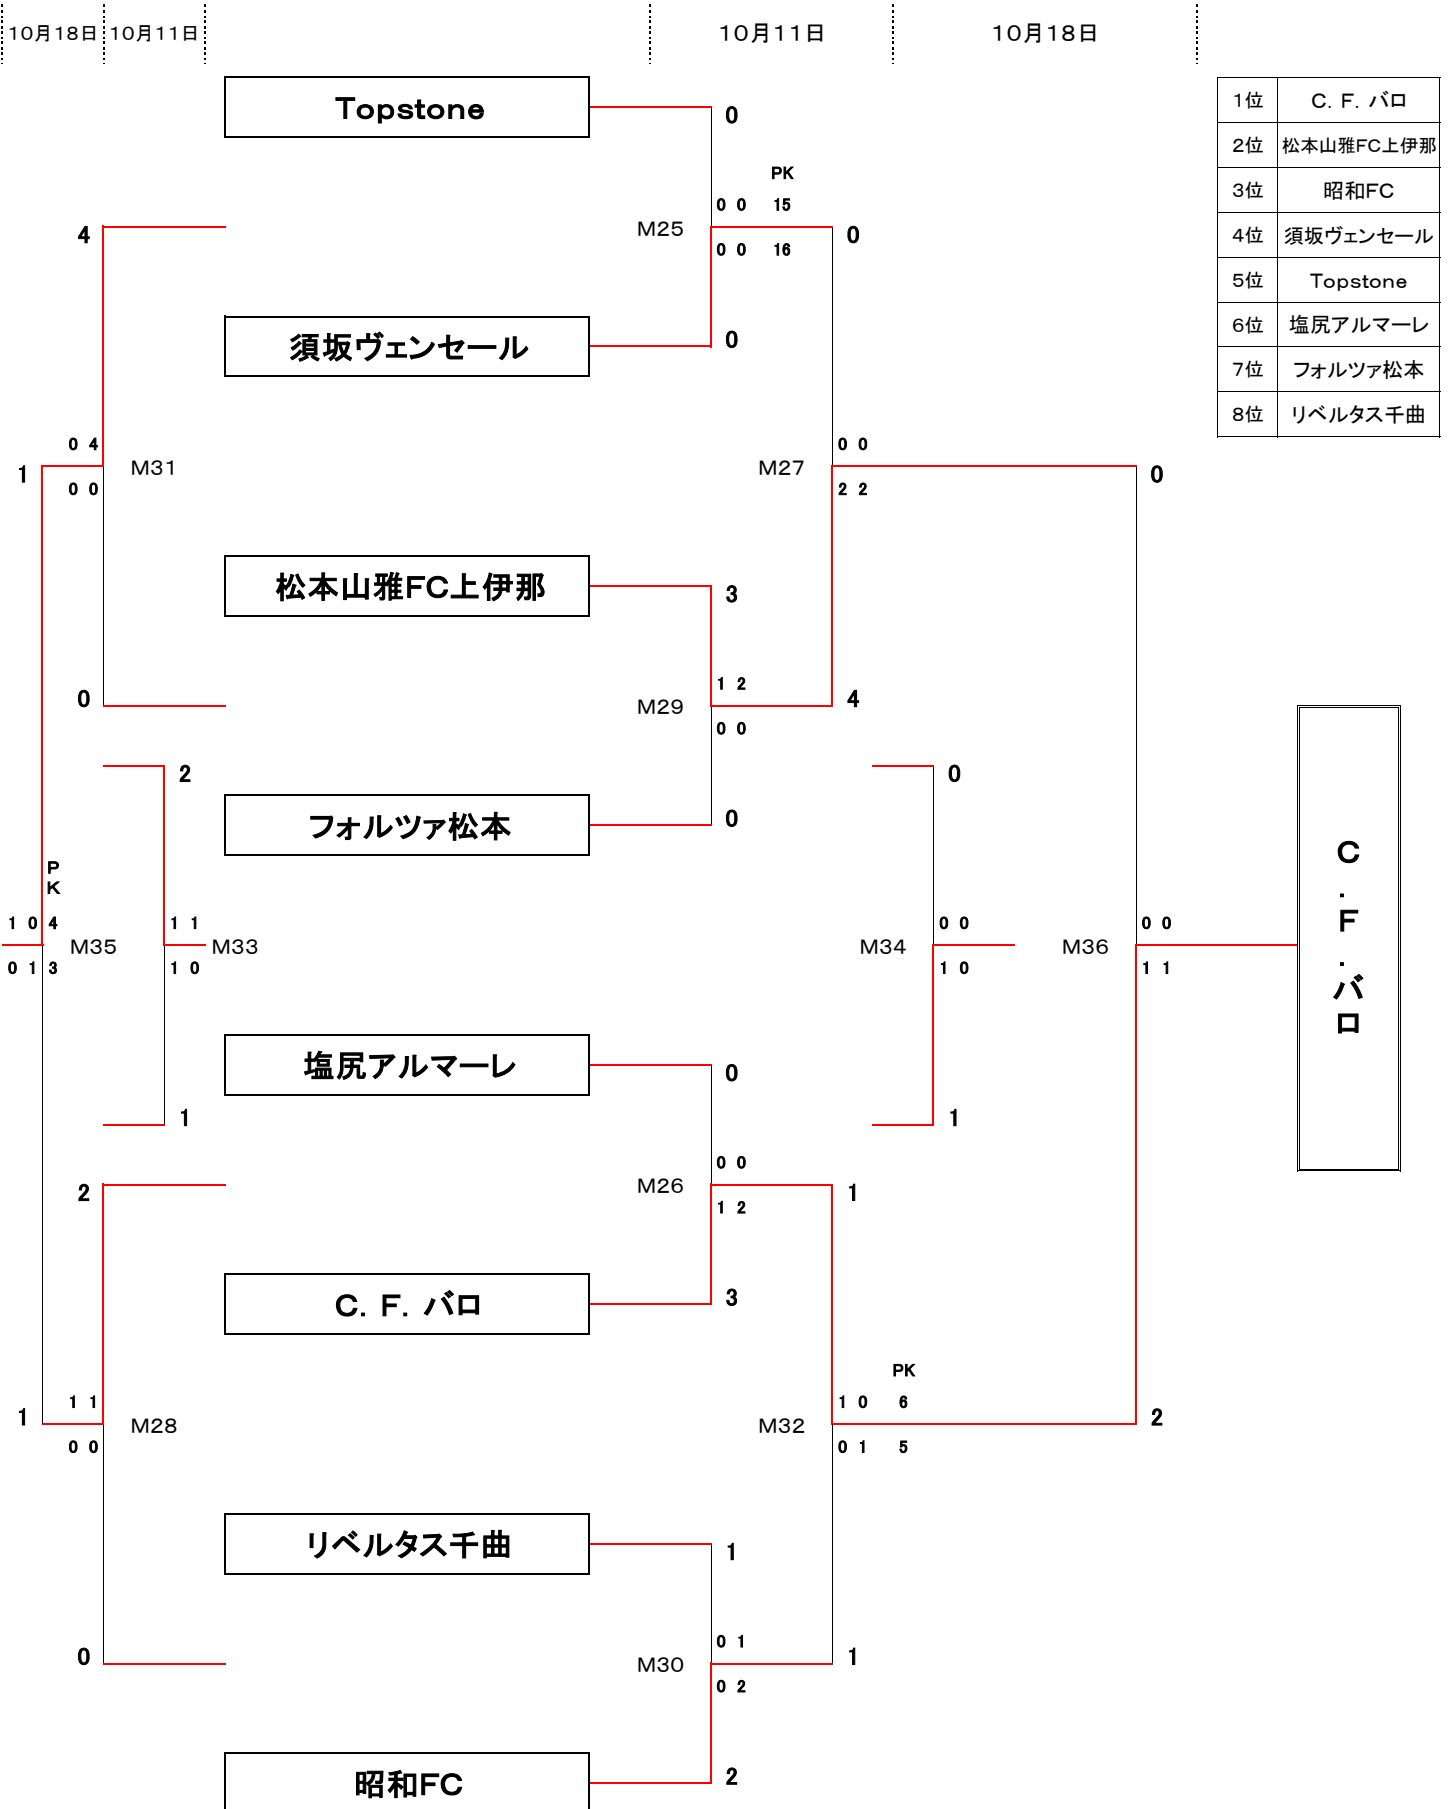 10月18日 10月11日 10月11日 10月18日
Topstone 0
1位 C．F．バロ
PK
2位 松本山雅FC上伊那
0 0 15
3位 昭和FC
4 M25 0
0 0 16
4位 須坂ヴェンセール
5位 Topstone
須坂ヴェンセール 0
6位 塩尻アルマーレ
7位 フォルツァ松本
8位 リベルタス千曲
0 4 0 0
1 M31 M27 0
0 0 2 2
松本山雅FC上伊那 3
1 2
0 M29 4
0 0
2 0
フォルツァ松本 0
P
K
1 0 4 1 1 0 0 0 0
M35 M33 M34 M36
0 1 3 1 0 1 0 1 1
C．F．バロ
塩尻アルマーレ 0
1 1
0 0
2 M26 1
1 2
C．F．バロ 3
PK
1 1 1 0 6
1 M28 M32 2
0 0 0 1 5
リベルタス千曲 1
0 1
0 M30 1
0 2
昭和FC 2